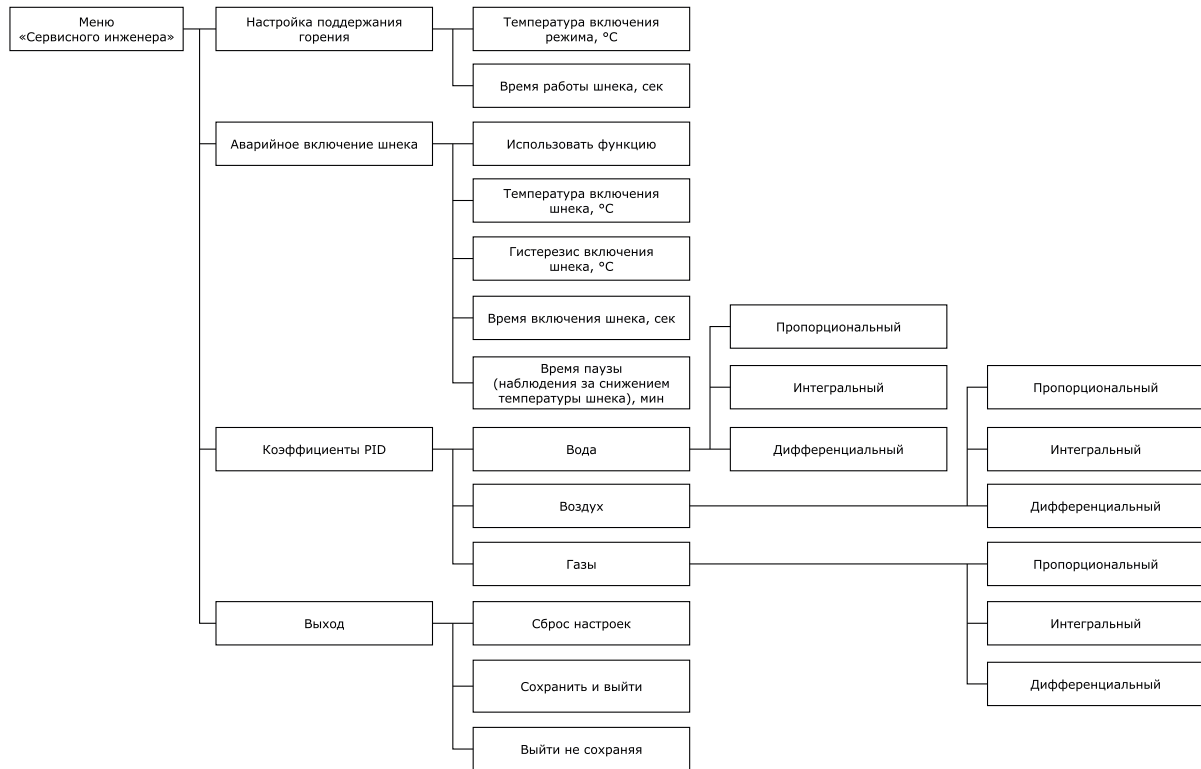 Меню
«Сервисного инженера»
Настройка поддержания
горения
Температура включения
режима, °C
Время работы шнека, сек
Аварийное включение шнека
Использовать функцию
Температура включения
шнека, °C
Гистерезис включения
шнека, °C
Время включения шнека, сек
Время паузы
(наблюдения за снижением
температуры шнека), мин
Коэффициенты PID
Вода
Пропорциональный
Интегральный
Дифференциальный
Воздух
Пропорциональный
Интегральный
Дифференциальный
Газы
Пропорциональный
Интегральный
Дифференциальный
Выход
Сброс настроек
Сохранить и выйти
Выйти не сохраняя